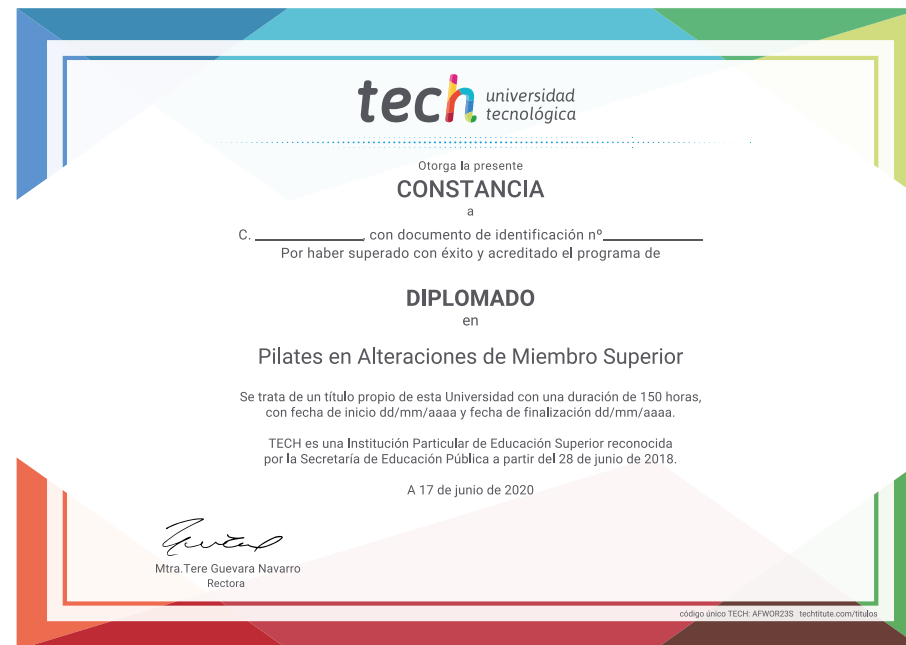 tech universidad
tecnológica
Otorga la presente
CONSTANCIA
a
C. ____________, con documento de identificación nº____________
Por haber superado con éxito y acreditado el programa de
DIPLOMADO
en
Pilates en Alteraciones de Miembro Superior
Se trata de un título propio de esta Universidad con una duración de 150 horas,
con fecha de inicio dd/mm/aaaa y fecha de finalización dd/mm/aaaa.
TECH es una Institución Particular de Educación Superior reconocida
por la Secretaría de Educación Pública a partir del 28 de junio de 2018.
A 17 de junio de 2020
Mtra.Tere Guevara Navarro
Rectora
código único TECH: AFWOR23S techtitute.com/titulos